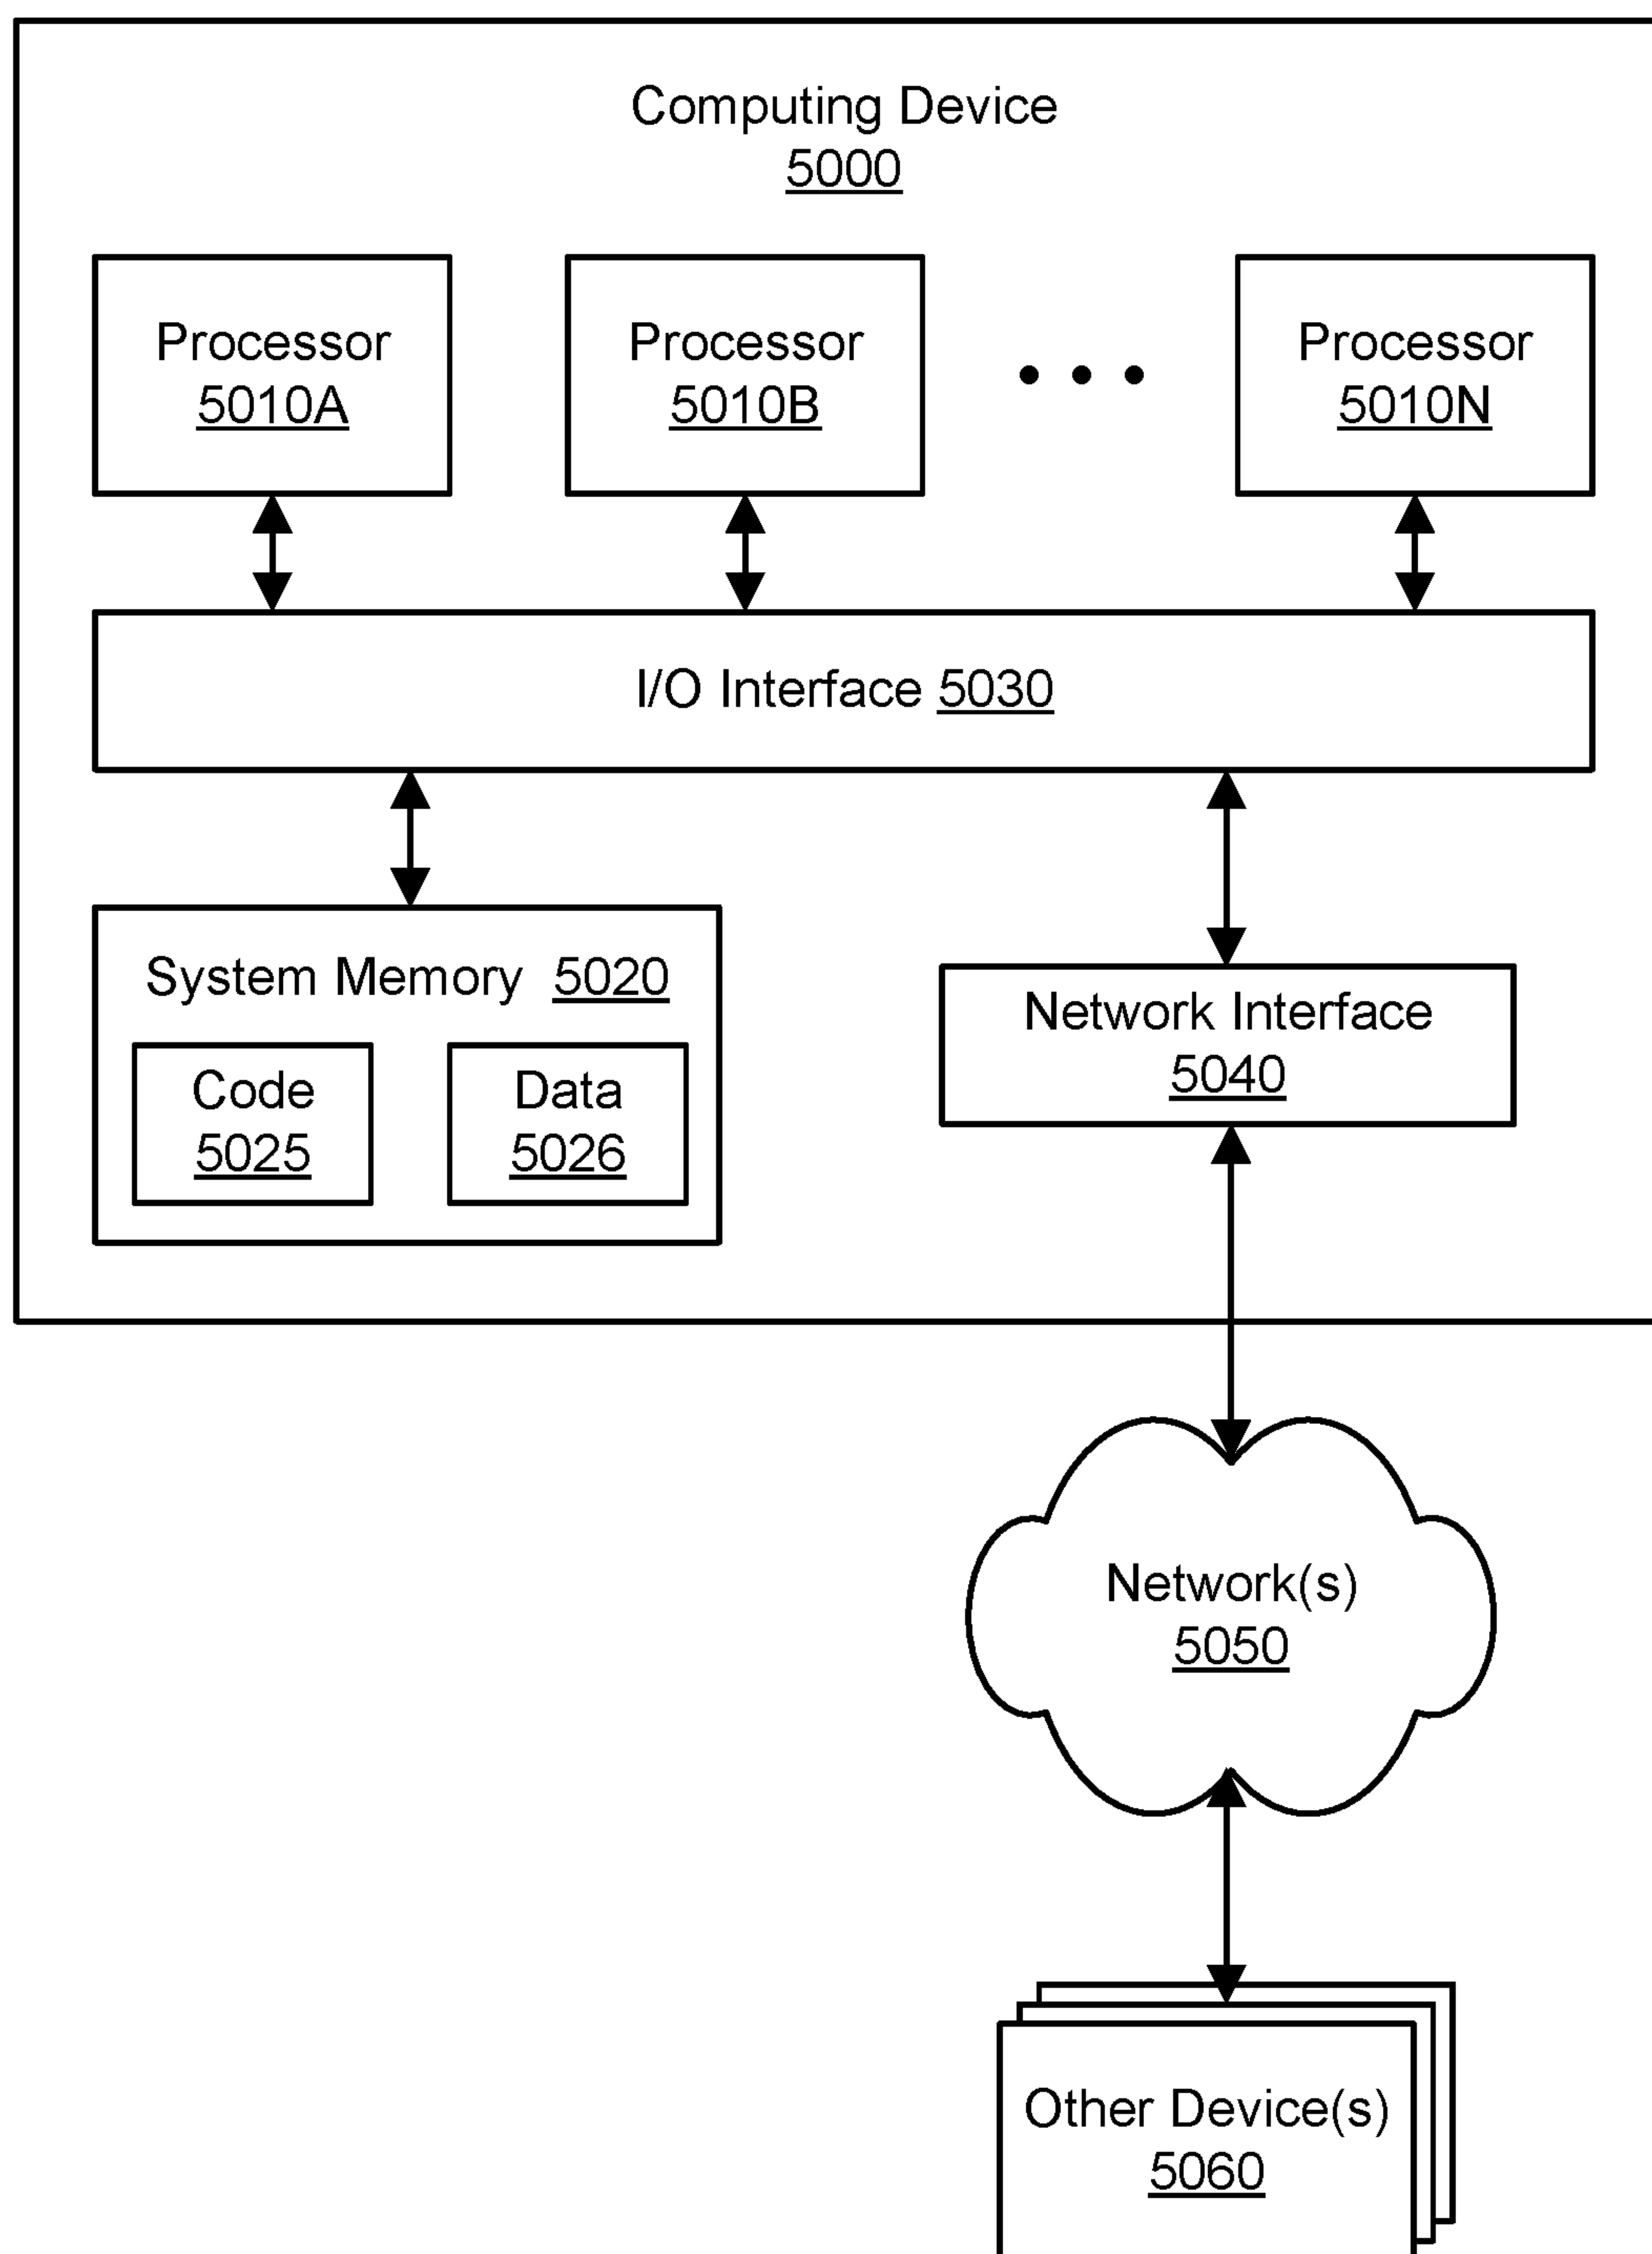 Computing Device
5000
Processor
5010A
Processor
5010B
Processor
5010N
I/O Interface 5030
System Memory 5020
Code
5025
Data
5026
Network Interface
5040
Network(s)
5050
Other Device(s)
5060